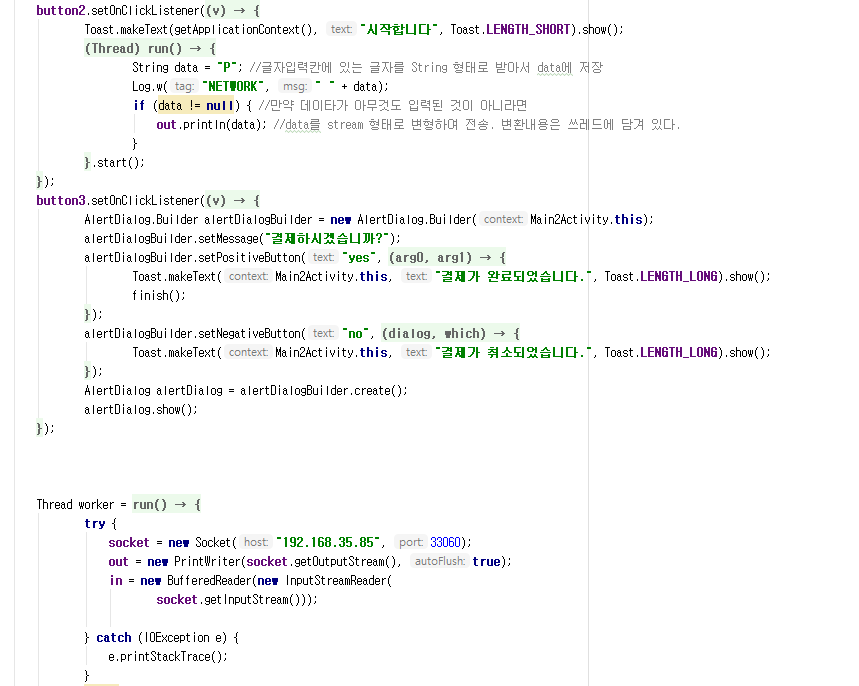 button2.setOnClickListener((v) → {
Toast.makeText(getApplicationContext(), text: "시작합니다", Toast.LENGTH_SHORT).show();
(Thread) run() → {
String data = "P"; //글자입력칸에 있는 글자를 String 형태로 받아서 data에 저장
Log.w( tag: "NETWORK", msg: " " + data);
if (data != null) { //만약 데이타가 아무것도 입력된 것이 아니라면
out.println(data); //data를 stream 형태로 변형하여 전송. 변환내용은 쓰레드에 담겨 있다.
}
}.start();
});
button3.setOnClickListener((v) → {
AlertDialog.Builder alertDialogBuilder = new AlertDialog.Builder( context: Main2Activity.this);
alertDialogBuilder.setMessage("결제하시겠습니까?");
alertDialogBuilder.setPositiveButton( text: "yes", (arg0, arg1) → {
Toast.makeText( context: Main2Activity.this, text: "결제가 완료되었습니다.", Toast.LENGTH_LONG).show();
finish();
});
alertDialogBuilder.setNegativeButton( text: "no", (dialog, which) → {
Toast.makeText( context: Main2Activity.this, text: "결제가 취소되었습니다.", Toast.LENGTH_LONG).show();
});
AlertDialog alertDialog = alertDialogBuilder.create();
alertDialog.show();
});
Thread worker = run() → {
try {
socket = new Socket( host: "192.168.35.85", port: 33060);
out = new PrintWriter(socket.getOutputStream(), autoFlush: true);
in = new BufferedReader(new InputStreamReader(
socket.getInputStream()));
} catch (IOException e) {
e.printStackTrace();
}